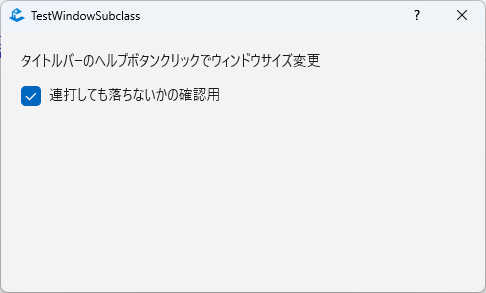 TestWindowSubclass
?
タイトルバーのヘルプボタンクリックでウィンドウサイズ変更
連打しても落ちないかの確認用